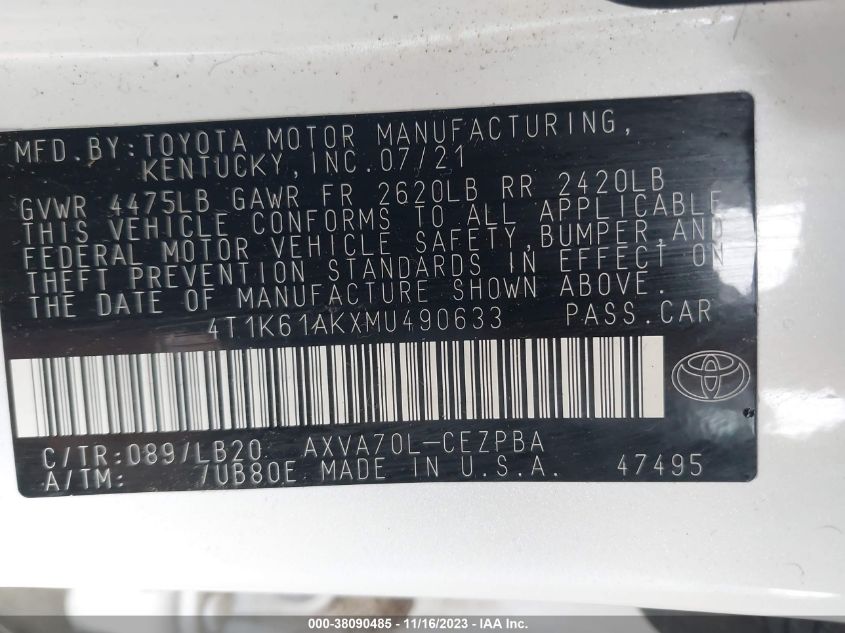 MFD.BY:TOYOTA MOTOR MANUFACTURING,
KENTUCKY,INC.07/21
GVWR 4475LB GAWR FR 2620LB RR 2420LB
THIS VEHICLE CONFORMS TO ALL APPLICABLE
FEDERAL MOTOR VEHICLE SAFETY,BUMPER,AND
THEFT PREVENTION STANDARDS IN EFFECT ON
THE DATE OF MANUFACTURE SHOWN ABOVE.
4T1K61AKXMU490633 PASS.CAR
C/TR:089/LB20 AXVA70L-CEZPBA
A/TM: 7UB80E MADE IN U.S.A. 47495
000-38090485 - 11/16/2023 - IAA Inc.